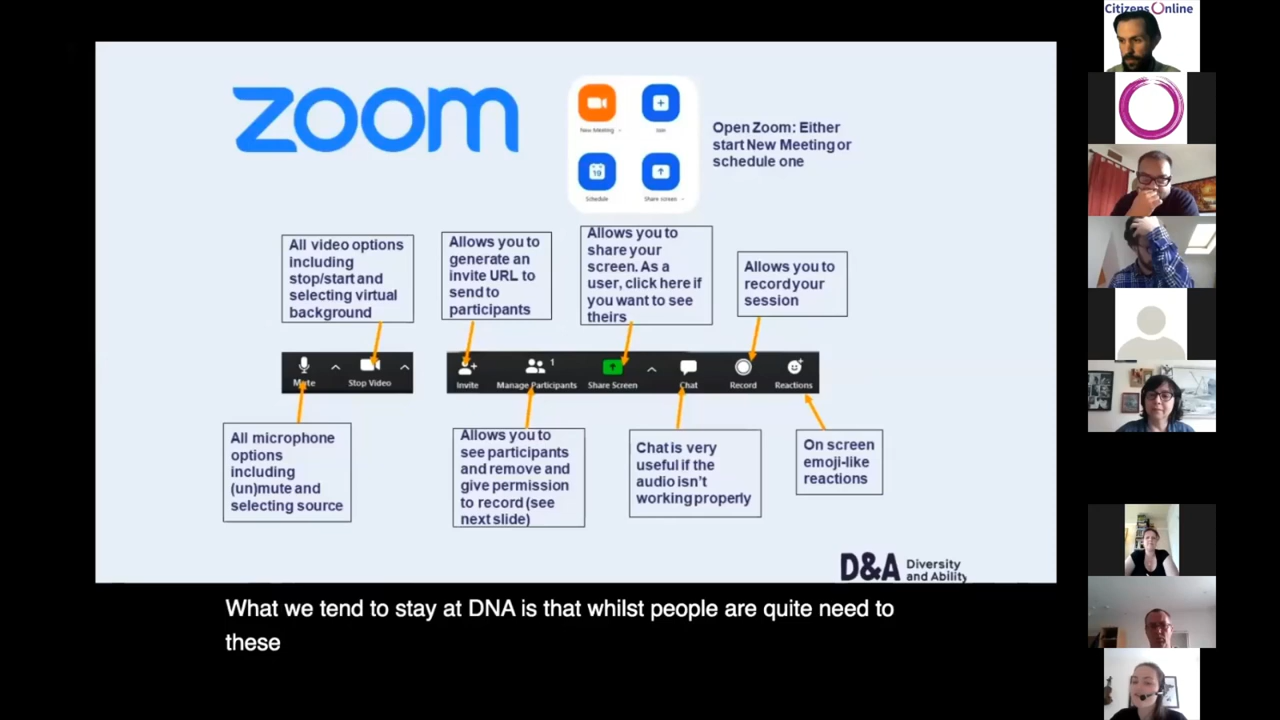 Citizens Online
zoom
New Meeting
Join
19
Schedule
Share screen
Open Zoom: Either
start New Meeting or
schedule one
All video options
including
stop/start and
selecting virtual
background
Allows you to
generate an
invite URL to
send to
participants
Allows you to
share your
screen. As a
user, click here if
you want to see
theirs
Allows you to
record your
session
Mute
Stop Video
Invite
1
Manage Participants
Share Screen
Chat
Record
Reactions
All microphone
options
including
(un)mute and
selecting source
Allows you to
see participants
and remove and
give permission
to record (see
next slide)
Chat is very
useful if the
audio isn't
working properly
On screen
emoji-like
reactions
D&A Diversity
and Ability
What we tend to stay at DNA is that whilst people are quite need to
these